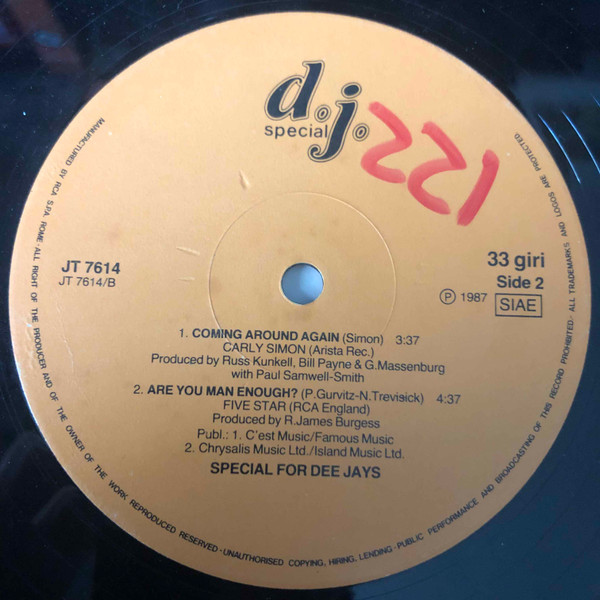 d.j.
special
221
JT 7614
JT 7614/B
33 giri
Side 2
℗ 1987 SIAE
1. COMING AROUND AGAIN (Simon) 3:37
CARLY SIMON (Arista Rec.)
Produced by Russ Kunkell, Bill Payne & G.Massenburg
with Paul Samwell-Smith
2. ARE YOU MAN ENOUGH? (P.Gurvitz-N.Trevisick) 4:37
FIVE STAR (RCA England)
Produced by R.James Burgess
Publ.: 1. C'est Music/Famous Music
2. Chrysalis Music Ltd./Island Music Ltd.
SPECIAL FOR DEE JAYS
MANUFACTURED BY RCA S.P.A. ROME · ALL RIGHT OF THE PRODUCER AND OF THE OWNER OF THE WORK REPRODUCED RESERVED · UNAUTHORISED COPYING, HIRING, LENDING · PUBLIC PERFORMANCE AND BROADCASTING OF THIS RECORD PROHIBITED · ALL TRADEMARKS AND LOGOS ARE PROTECTED